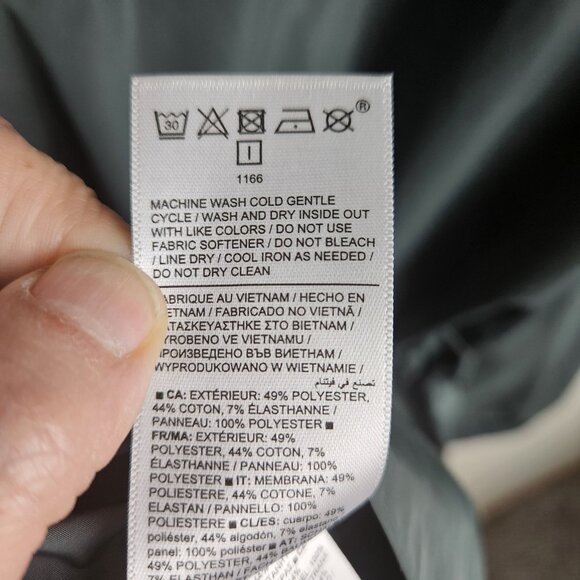 30
®
1166
MACHINE WASH COLD GENTLE
CYCLE / WASH AND DRY INSIDE OUT
WITH LIKE COLORS / DO NOT USE
FABRIC SOFTENER / DO NOT BLEACH
/ LINE DRY / COOL IRON AS NEEDED /
DO NOT DRY CLEAN
FABRIQUE AU VIETNAM / HECHO EN
VIETNAM / FABRICADO NO VIETNÃ /
ΚΑΤΑΣΚΕΥΑΣΤΗΚΕ ΣΤΟ ΒΙΕΤΝΑΜ /
VYROBENO VE VIETNAMU /
ПРОИЗВЕДЕНО ВЪВ ВИЕТНАМ /
WYPRODUKOWANO W WIETNAMIE /
تصنع في فيتنام
■ CA: EXTÉRIEUR: 49% POLYESTER,
44% COTON, 7% ÉLASTHANNE /
PANNEAU: 100% POLYESTER ■
FR/MA: EXTÉRIEUR: 49%
POLYESTER, 44% COTON, 7%
ÉLASTHANNE / PANNEAU: 100%
POLYESTER ■ IT: MEMBRANA: 49%
POLIESTERE, 44% COTONE, 7%
ELASTAN / PANNELLO: 100%
POLIESTERE ■ CL/ES: cuerpo: 49%
poliéster, 44% algodón, 7% elastano /
panel: 100% poliéster ■ AT:
POLYESTER, 44%
7%